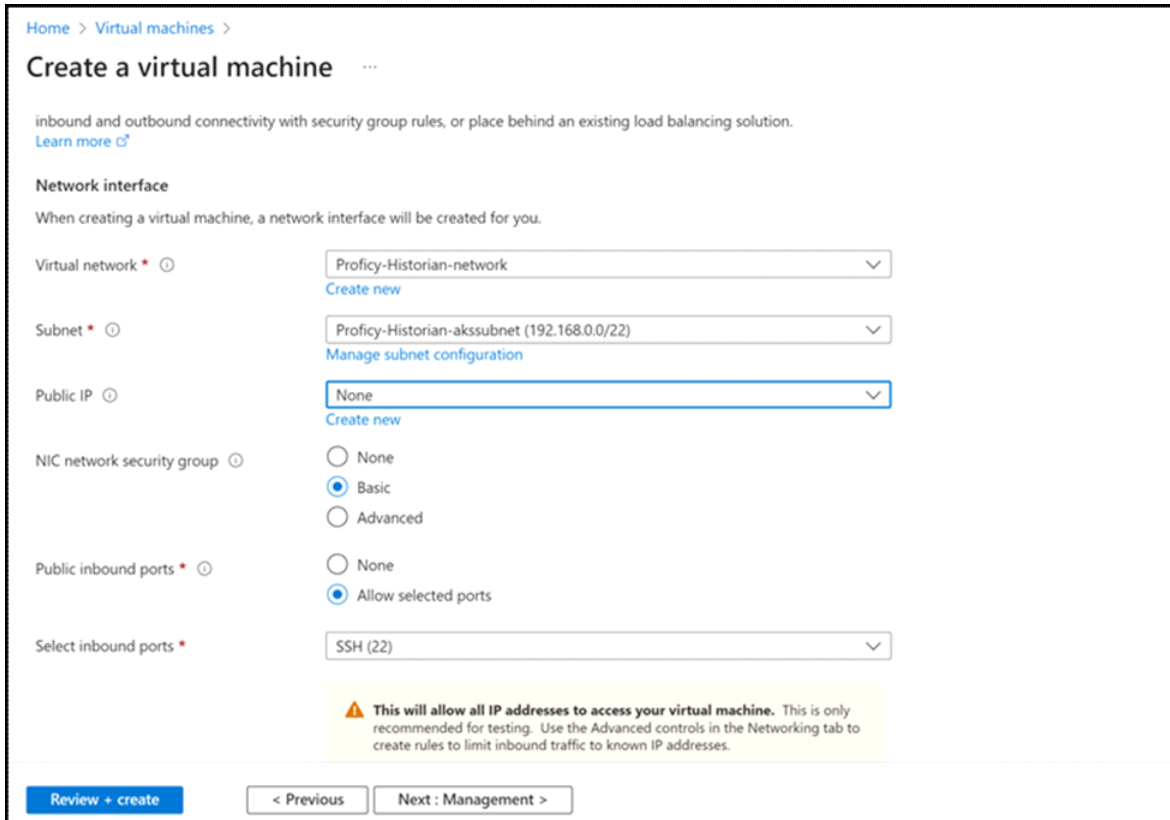 Home > Virtual machines >
Create a virtual machine ...
inbound and outbound connectivity with security group rules, or place behind an existing load balancing solution.
Learn more
Network interface
When creating a virtual machine, a network interface will be created for you.
Virtual network *
Proficy-Historian-network
Create new
Subnet *
Proficy-Historian-akssubnet (192.168.0.0/22)
Manage subnet configuration
Public IP
None
Create new
NIC network security group
None
Basic
Advanced
Public inbound ports *
None
Allow selected ports
Select inbound ports *
SSH (22)
This will allow all IP addresses to access your virtual machine. This is only
recommended for testing. Use the Advanced controls in the Networking tab to
create rules to limit inbound traffic to known IP addresses.
Review + create
< Previous
Next : Management >